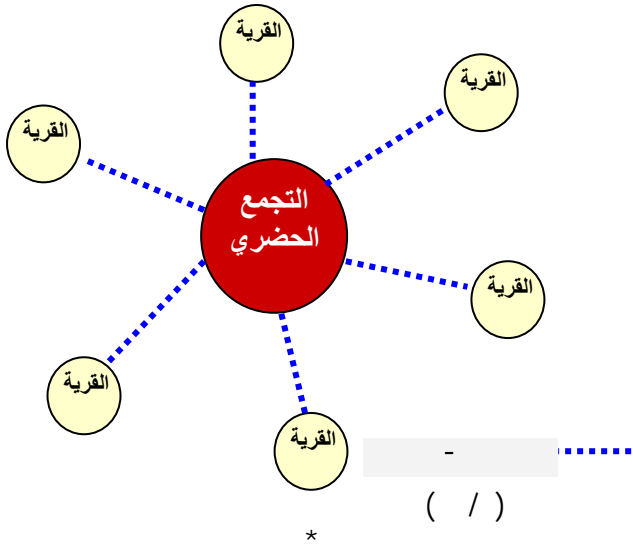 القرية
القرية
القرية
التجمع
الحضري
القرية
القرية
القرية
-
( / )
*